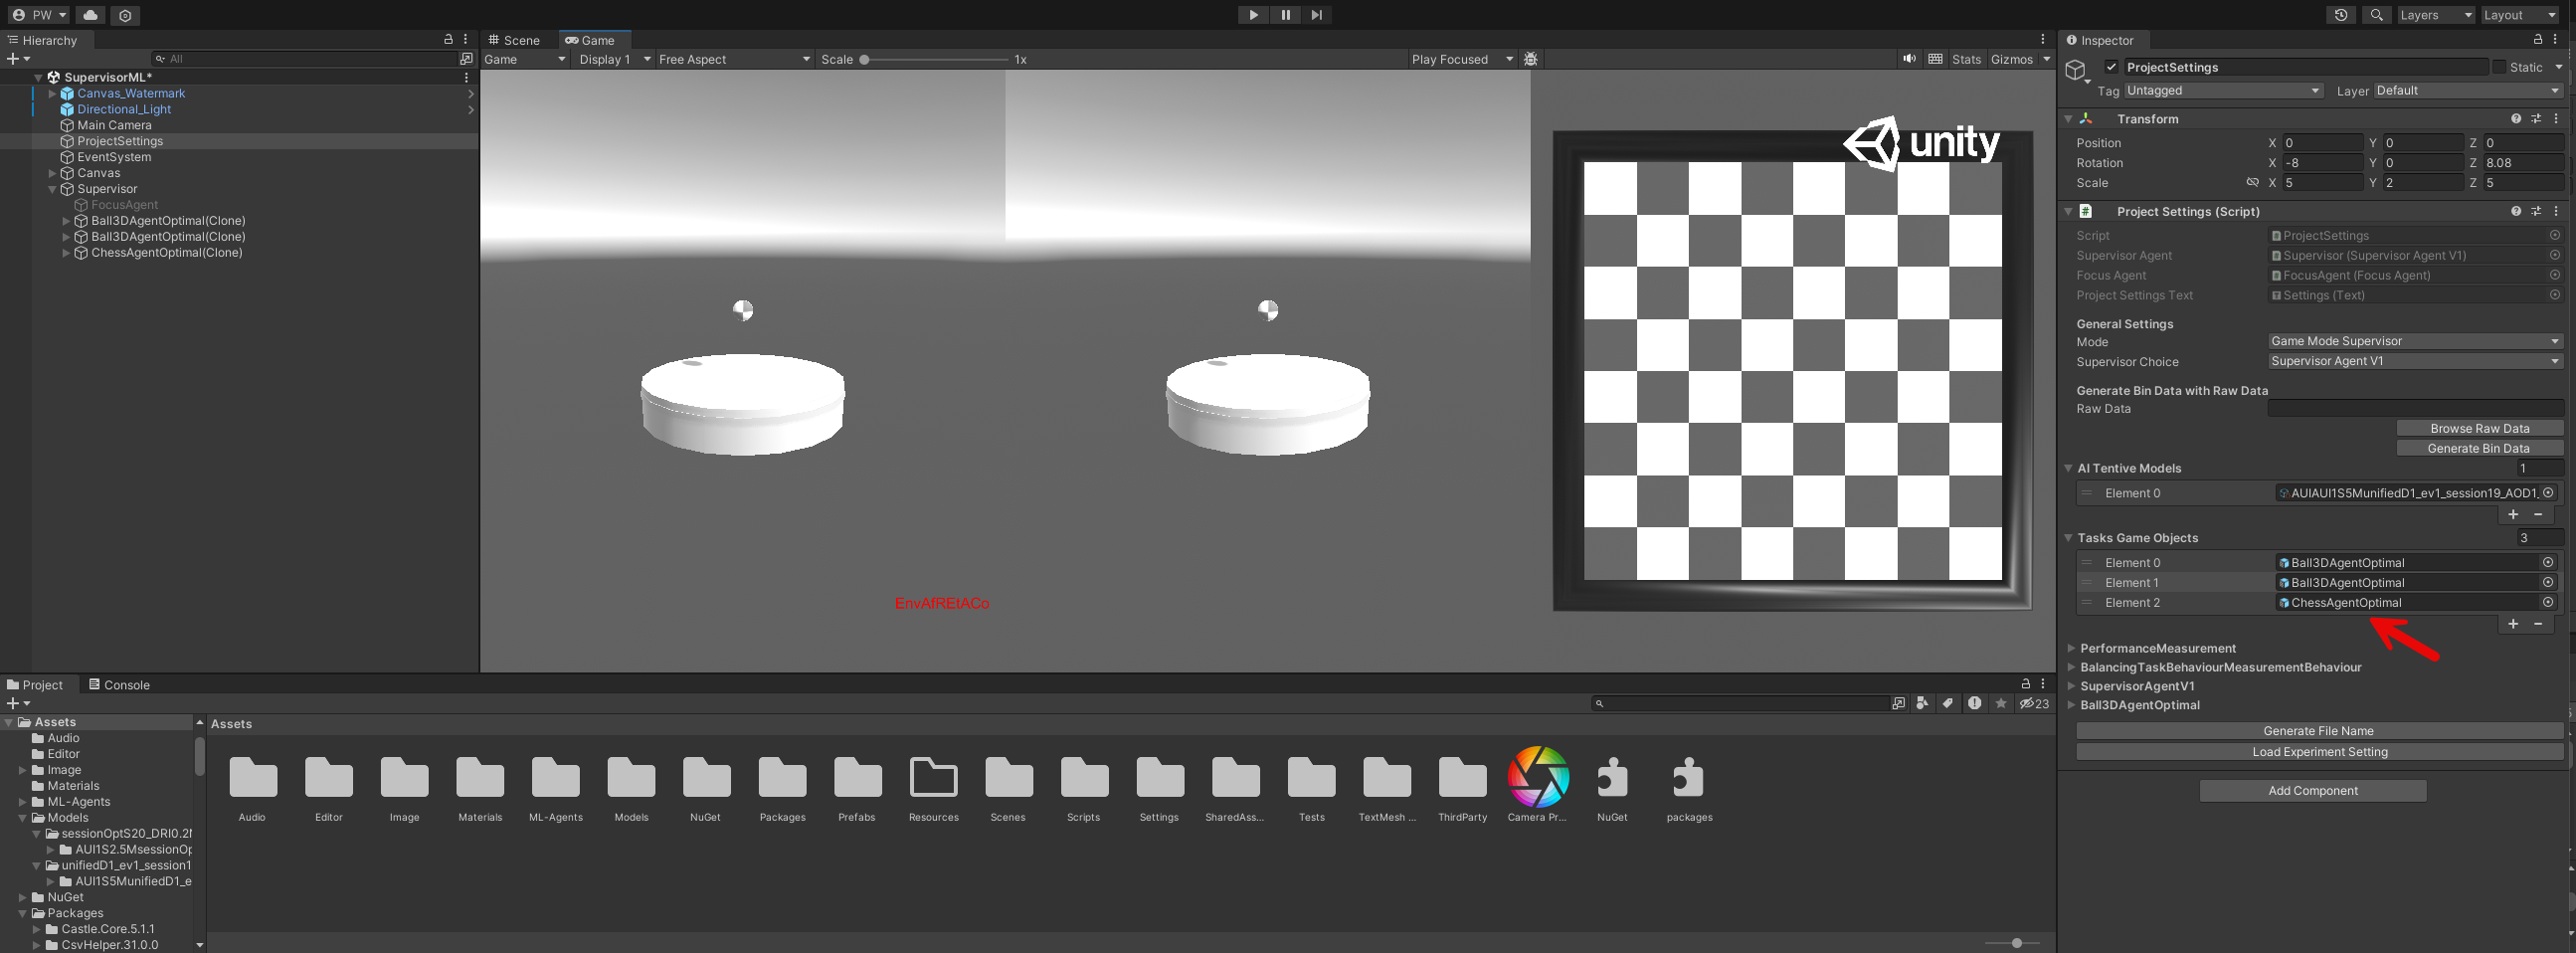 PW
Layers
Layout
Hierarchy
All
SupervisorML*
Canvas_Watermark
Directional_Light
Main Camera
ProjectSettings
EventSystem
Canvas
Supervisor
FocusAgent
Ball3DAgentOptimal(Clone)
Ball3DAgentOptimal(Clone)
ChessAgentOptimal(Clone)
Scene
Game
Game
Display 1
Free Aspect
Scale
1x
Play Focused
Stats
Gizmos
unity
EnvAfREtACo
Inspector
ProjectSettings
Static
Tag
Untagged
Layer
Default
Transform
Position X 0 Y 0 Z 0
Rotation X -8 Y 0 Z 8.08
Scale X 5 Y 2 Z 5
Project Settings (Script)
Script ProjectSettings
Supervisor Agent Supervisor (Supervisor Agent V1)
Focus Agent FocusAgent (Focus Agent)
Project Settings Text Settings (Text)
General Settings
Mode Game Mode Supervisor
Supervisor Choice Supervisor Agent V1
Generate Bin Data with Raw Data
Raw Data
Browse Raw Data
Generate Bin Data
AI Tentive Models 1
Element 0 AUIAUI1S5MunifiedD1_ev1_session19_AOD1_
Tasks Game Objects 3
Element 0 Ball3DAgentOptimal
Element 1 Ball3DAgentOptimal
Element 2 ChessAgentOptimal
PerformanceMeasurement
BalancingTaskBehaviourMeasurementBehaviour
SupervisorAgentV1
Ball3DAgentOptimal
Generate File Name
Load Experiment Setting
Add Component
Project
Console
23
Assets
Audio
Editor
Image
Materials
ML-Agents
Models
sessionOptS20_DRI0.2
AUI1S2.5MsessionOp
unifiedD1_ev1_session1
AUI1S5MunifiedD1_e
NuGet
Packages
Castle.Core.5.1.1
CsvHelper.31.0.0
Assets
Audio
Editor
Image
Materials
ML-Agents
Models
NuGet
Packages
Prefabs
Resources
Scenes
Scripts
Settings
SharedAss...
Tests
TextMesh ...
ThirdParty
Camera Pr...
NuGet
packages